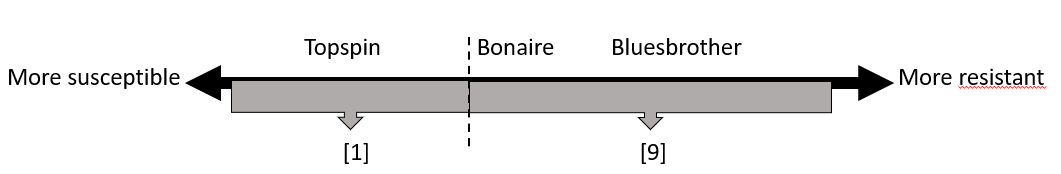 Topspin Bonaire Bluesbrother
More susceptible More resistant
[1] [9]